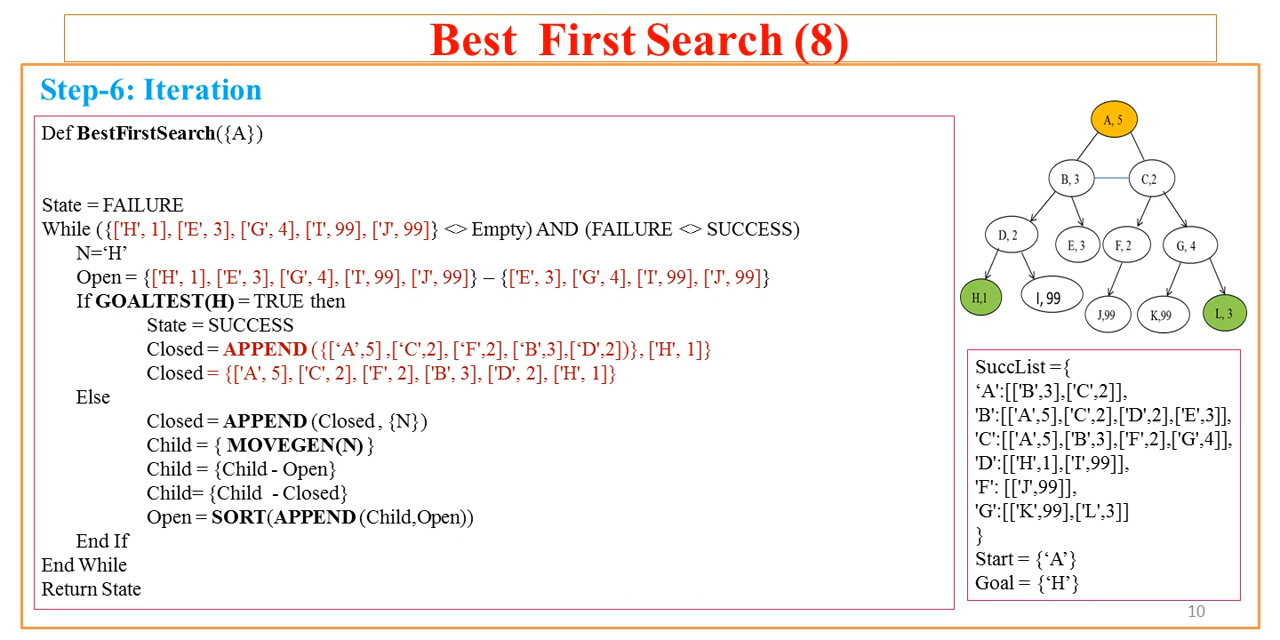 Best First Search (8)
Step-6: Iteration
Def BestFirstSearch({A})
State = FAILURE
While ({['H', 1], ['E', 3], ['G', 4], ['I', 99], ['J', 99]} <> Empty) AND (FAILURE <> SUCCESS)
N=‘H’
Open = {['H', 1], ['E', 3], ['G', 4], ['I', 99], ['J', 99]} – {['E', 3], ['G', 4], ['I', 99], ['J', 99]}
If GOALTEST(H) = TRUE then
State = SUCCESS
Closed = APPEND ({[‘A’,5] ,[‘C’,2], [‘F’,2], [‘B’,3],[‘D’,2])}, ['H', 1]}
Closed = {['A', 5], ['C', 2], ['F', 2], ['B', 3], ['D', 2], ['H', 1]}
Else
Closed = APPEND (Closed , {N})
Child = { MOVEGEN(N) }
Child = {Child - Open}
Child= {Child - Closed}
Open = SORT(APPEND (Child,Open))
End If
End While
Return State
A, 5
B, 3
C,2
D, 2
E, 3
F, 2
G, 4
H,1
I, 99
J,99
K,99
L, 3
SuccList ={
‘A':[['B',3],['C',2]],
'B':[['A',5],['C',2],['D',2],['E',3]],
'C':[['A',5],['B',3],['F',2],['G',4]],
'D':[['H',1],['I',99]],
'F': [['J',99]],
'G':[['K',99],['L',3]]
}
Start = {‘A’}
Goal = {‘H’}
10